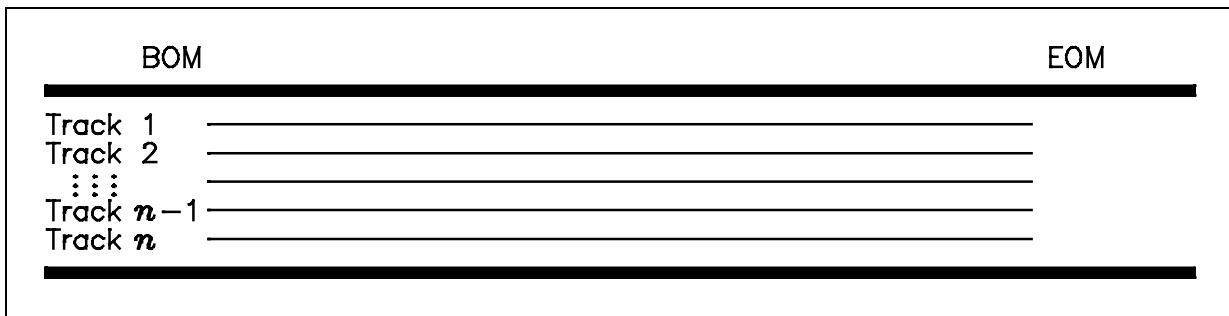 BOM EOM
Track 1
Track 2
⋮ ⋮ ⋮
Track n−1
Track n